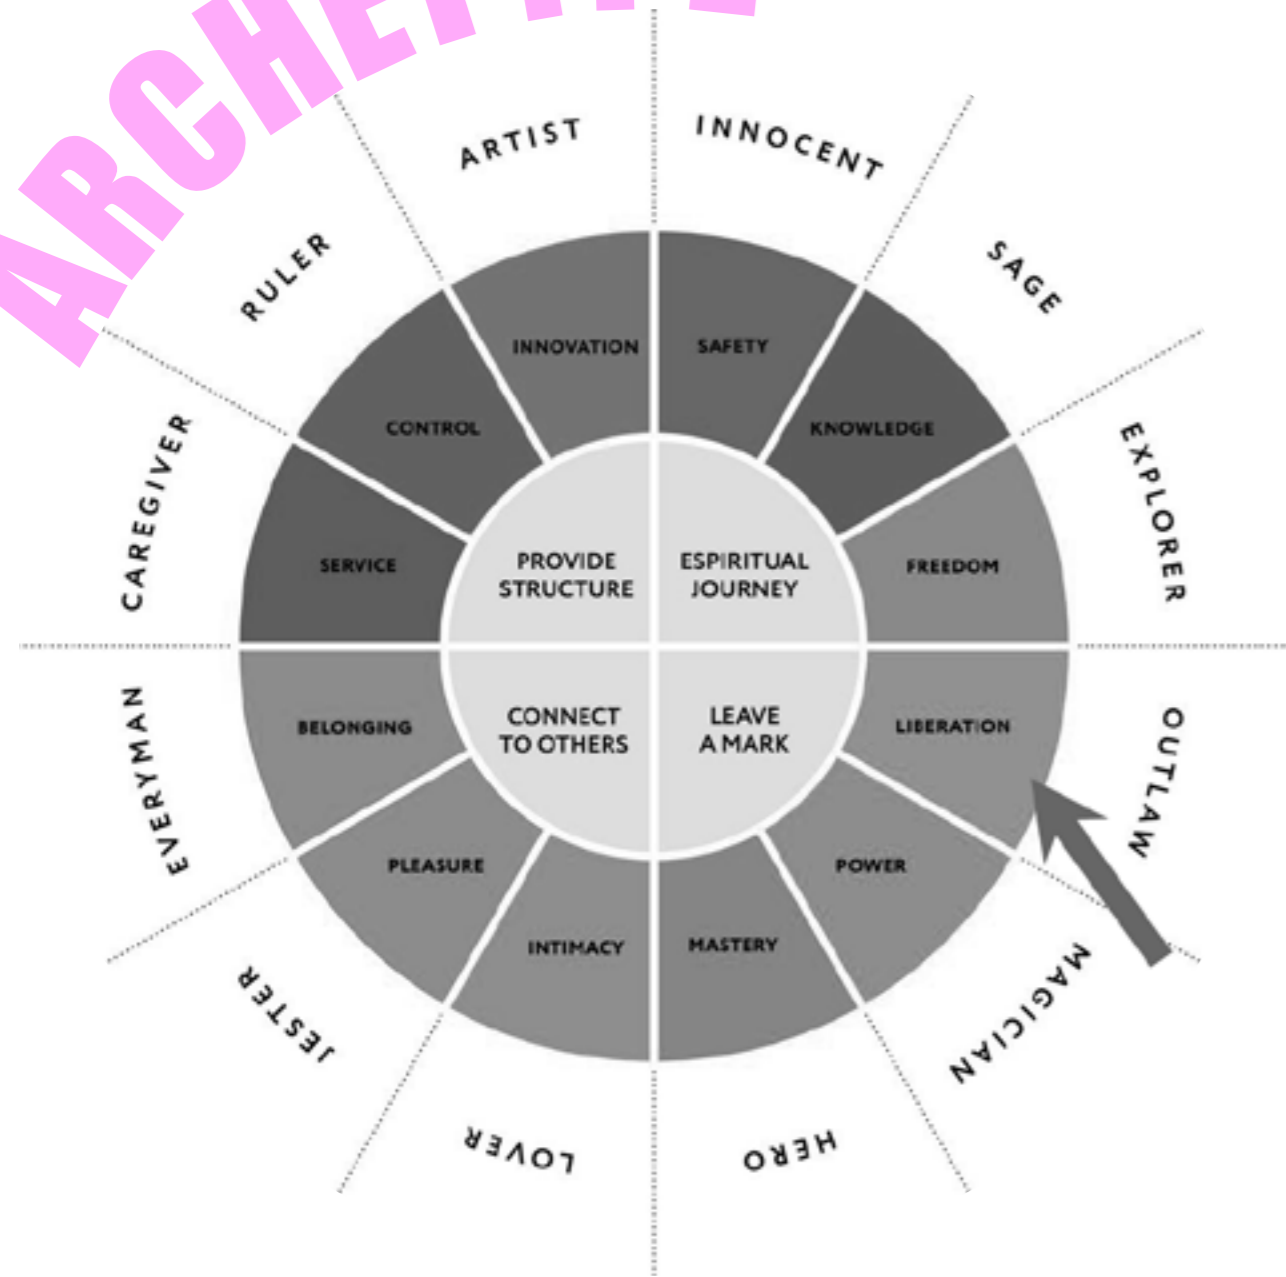 ARCHE
ARTIST
INNOCENT
SAGE
EXPLORER
OUTLAW
MAGICIAN
HERO
LOVER
JESTER
EVERYMAN
CAREGIVER
RULER
INNOVATION
SAFETY
KNOWLEDGE
FREEDOM
LIBERATION
POWER
MASTERY
INTIMACY
PLEASURE
BELONGING
SERVICE
CONTROL
PROVIDE
STRUCTURE
ESPIRITUAL
JOURNEY
CONNECT
TO OTHERS
LEAVE
A MARK